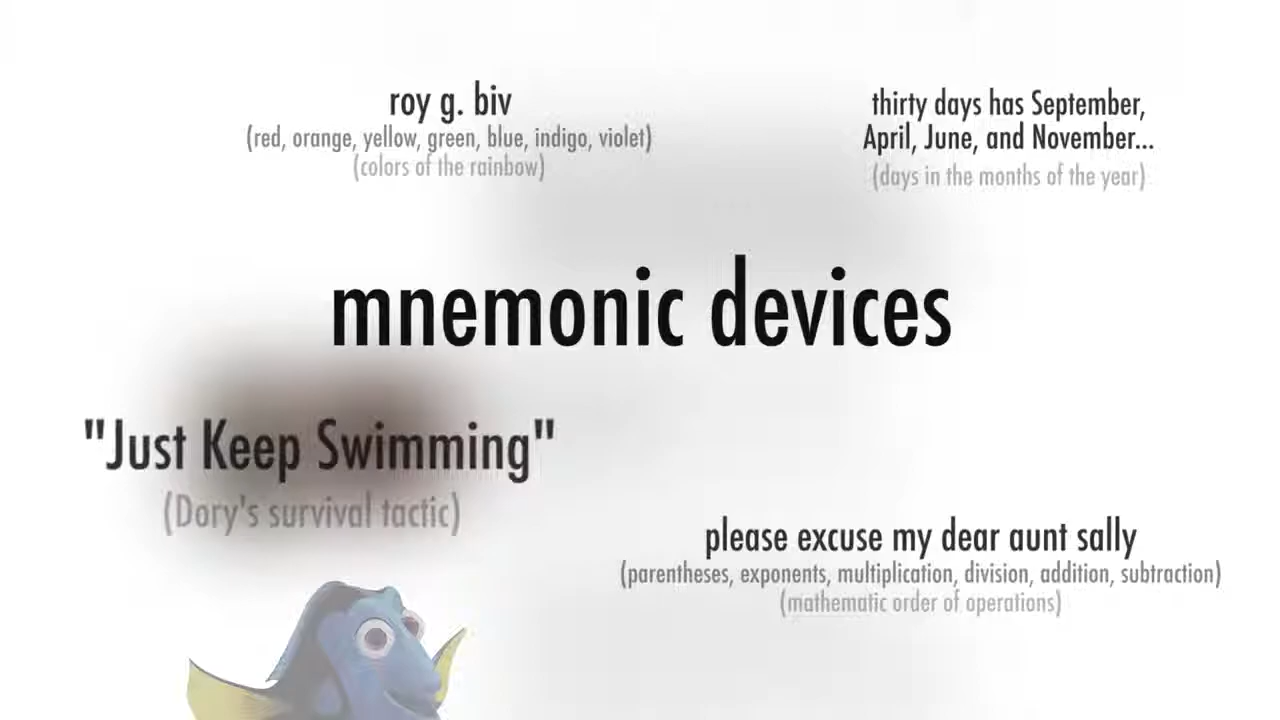 roy g. biv
(red, orange, yellow, green, blue, indigo, violet)
(colors of the rainbow)
thirty days has September,
April, June, and November...
(days in the months of the year)
mnemonic devices
"Just Keep Swimming"
(Dory's survival tactic)
please excuse my dear aunt sally
(parentheses, exponents, multiplication, division, addition, subtraction)
(mathematic order of operations)